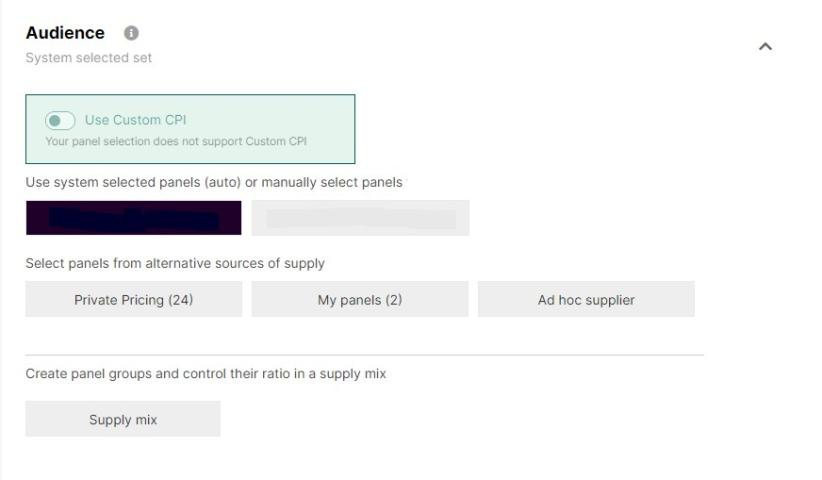 Audience
System selected set
Use Custom CPI
Your panel selection does not support Custom CPI
Use system selected panels (auto) or manually select panels
Select panels from alternative sources of supply
Private Pricing (24)
My panels (2)
Ad hoc supplier
Create panel groups and control their ratio in a supply mix
Supply mix